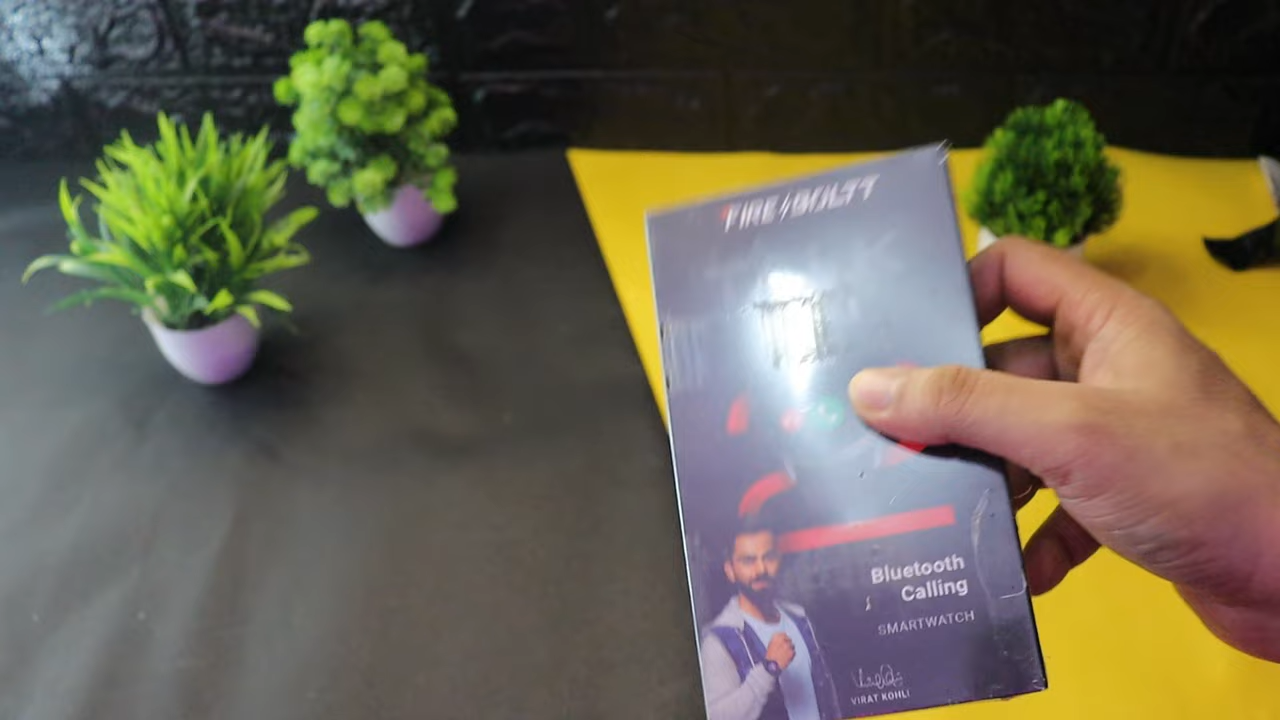 FIRE/BOLTT
Bluetooth
Calling
SMARTWATCH
VIRAT KOHLI